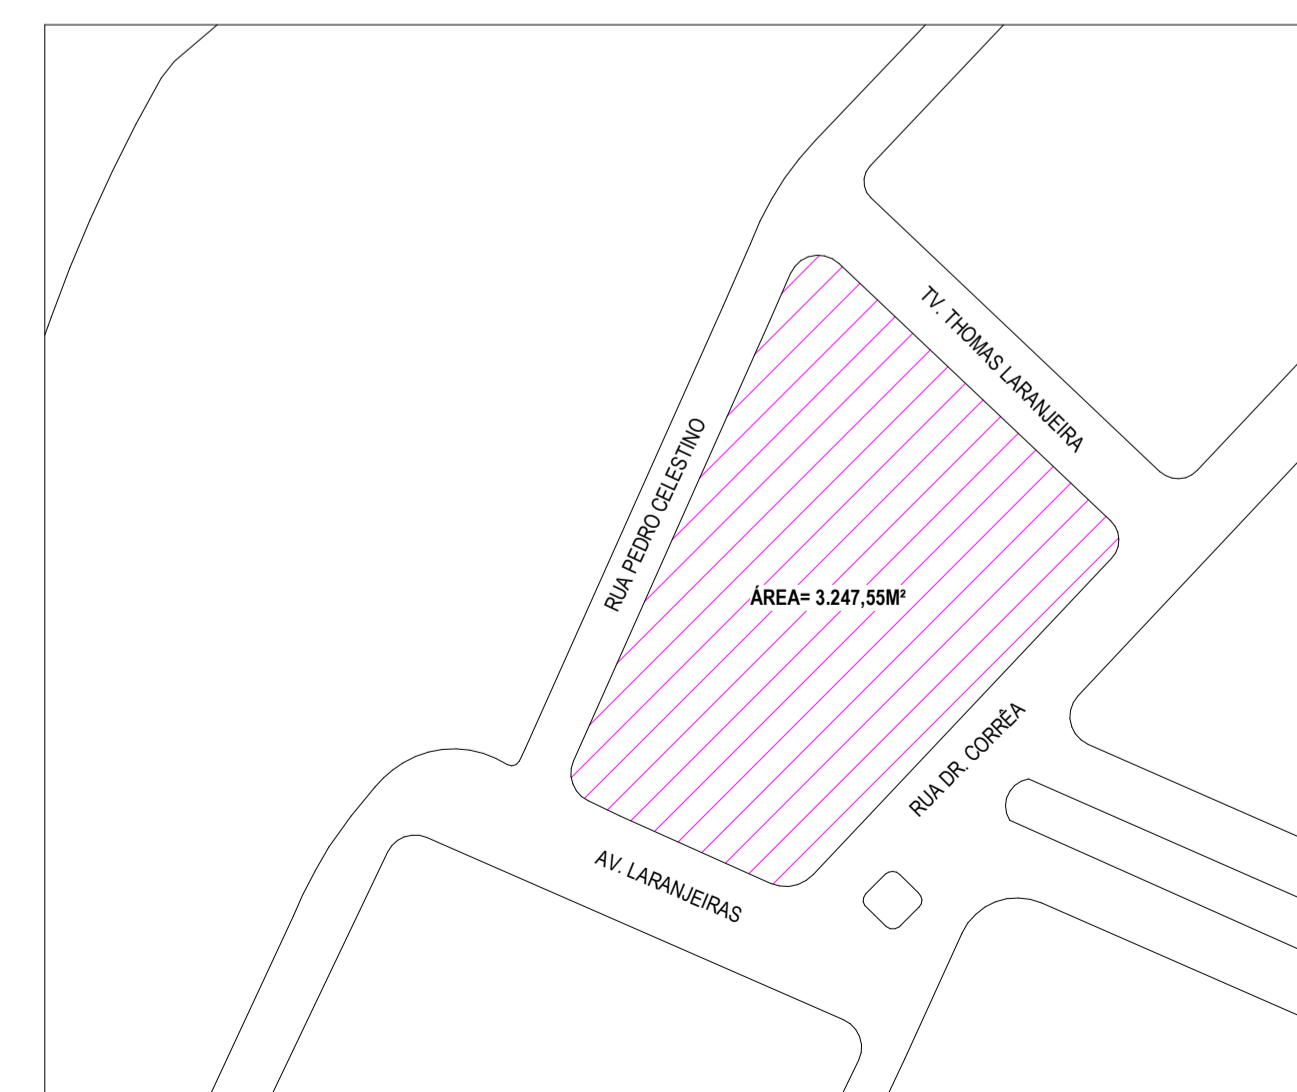 TV. THOMAS LARANJEIRA
RUA PEDRO CELESTINO
ÁREA= 3.247,55M²
RUA DR. CORRÊA
AV. LARANJEIRAS